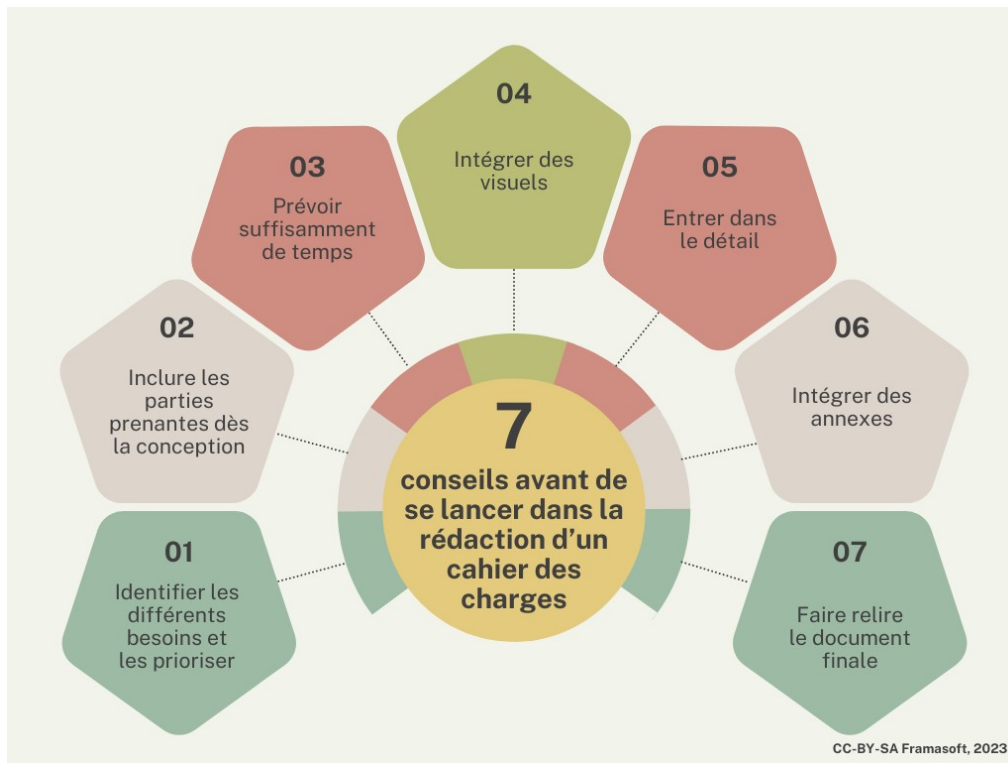 7
conseils avant de
se lancer dans la
rédaction d'un
cahier des
charges
01
Identifier les
différents
besoins et
les prioriser
02
Inclure les
parties
prenantes dès
la conception
03
Prévoir
suffisamment
de temps
04
Intégrer des
visuels
05
Entrer dans
le détail
06
Intégrer des
annexes
07
Faire relire
le document
finale
CC-BY-SA Framasoft, 2023